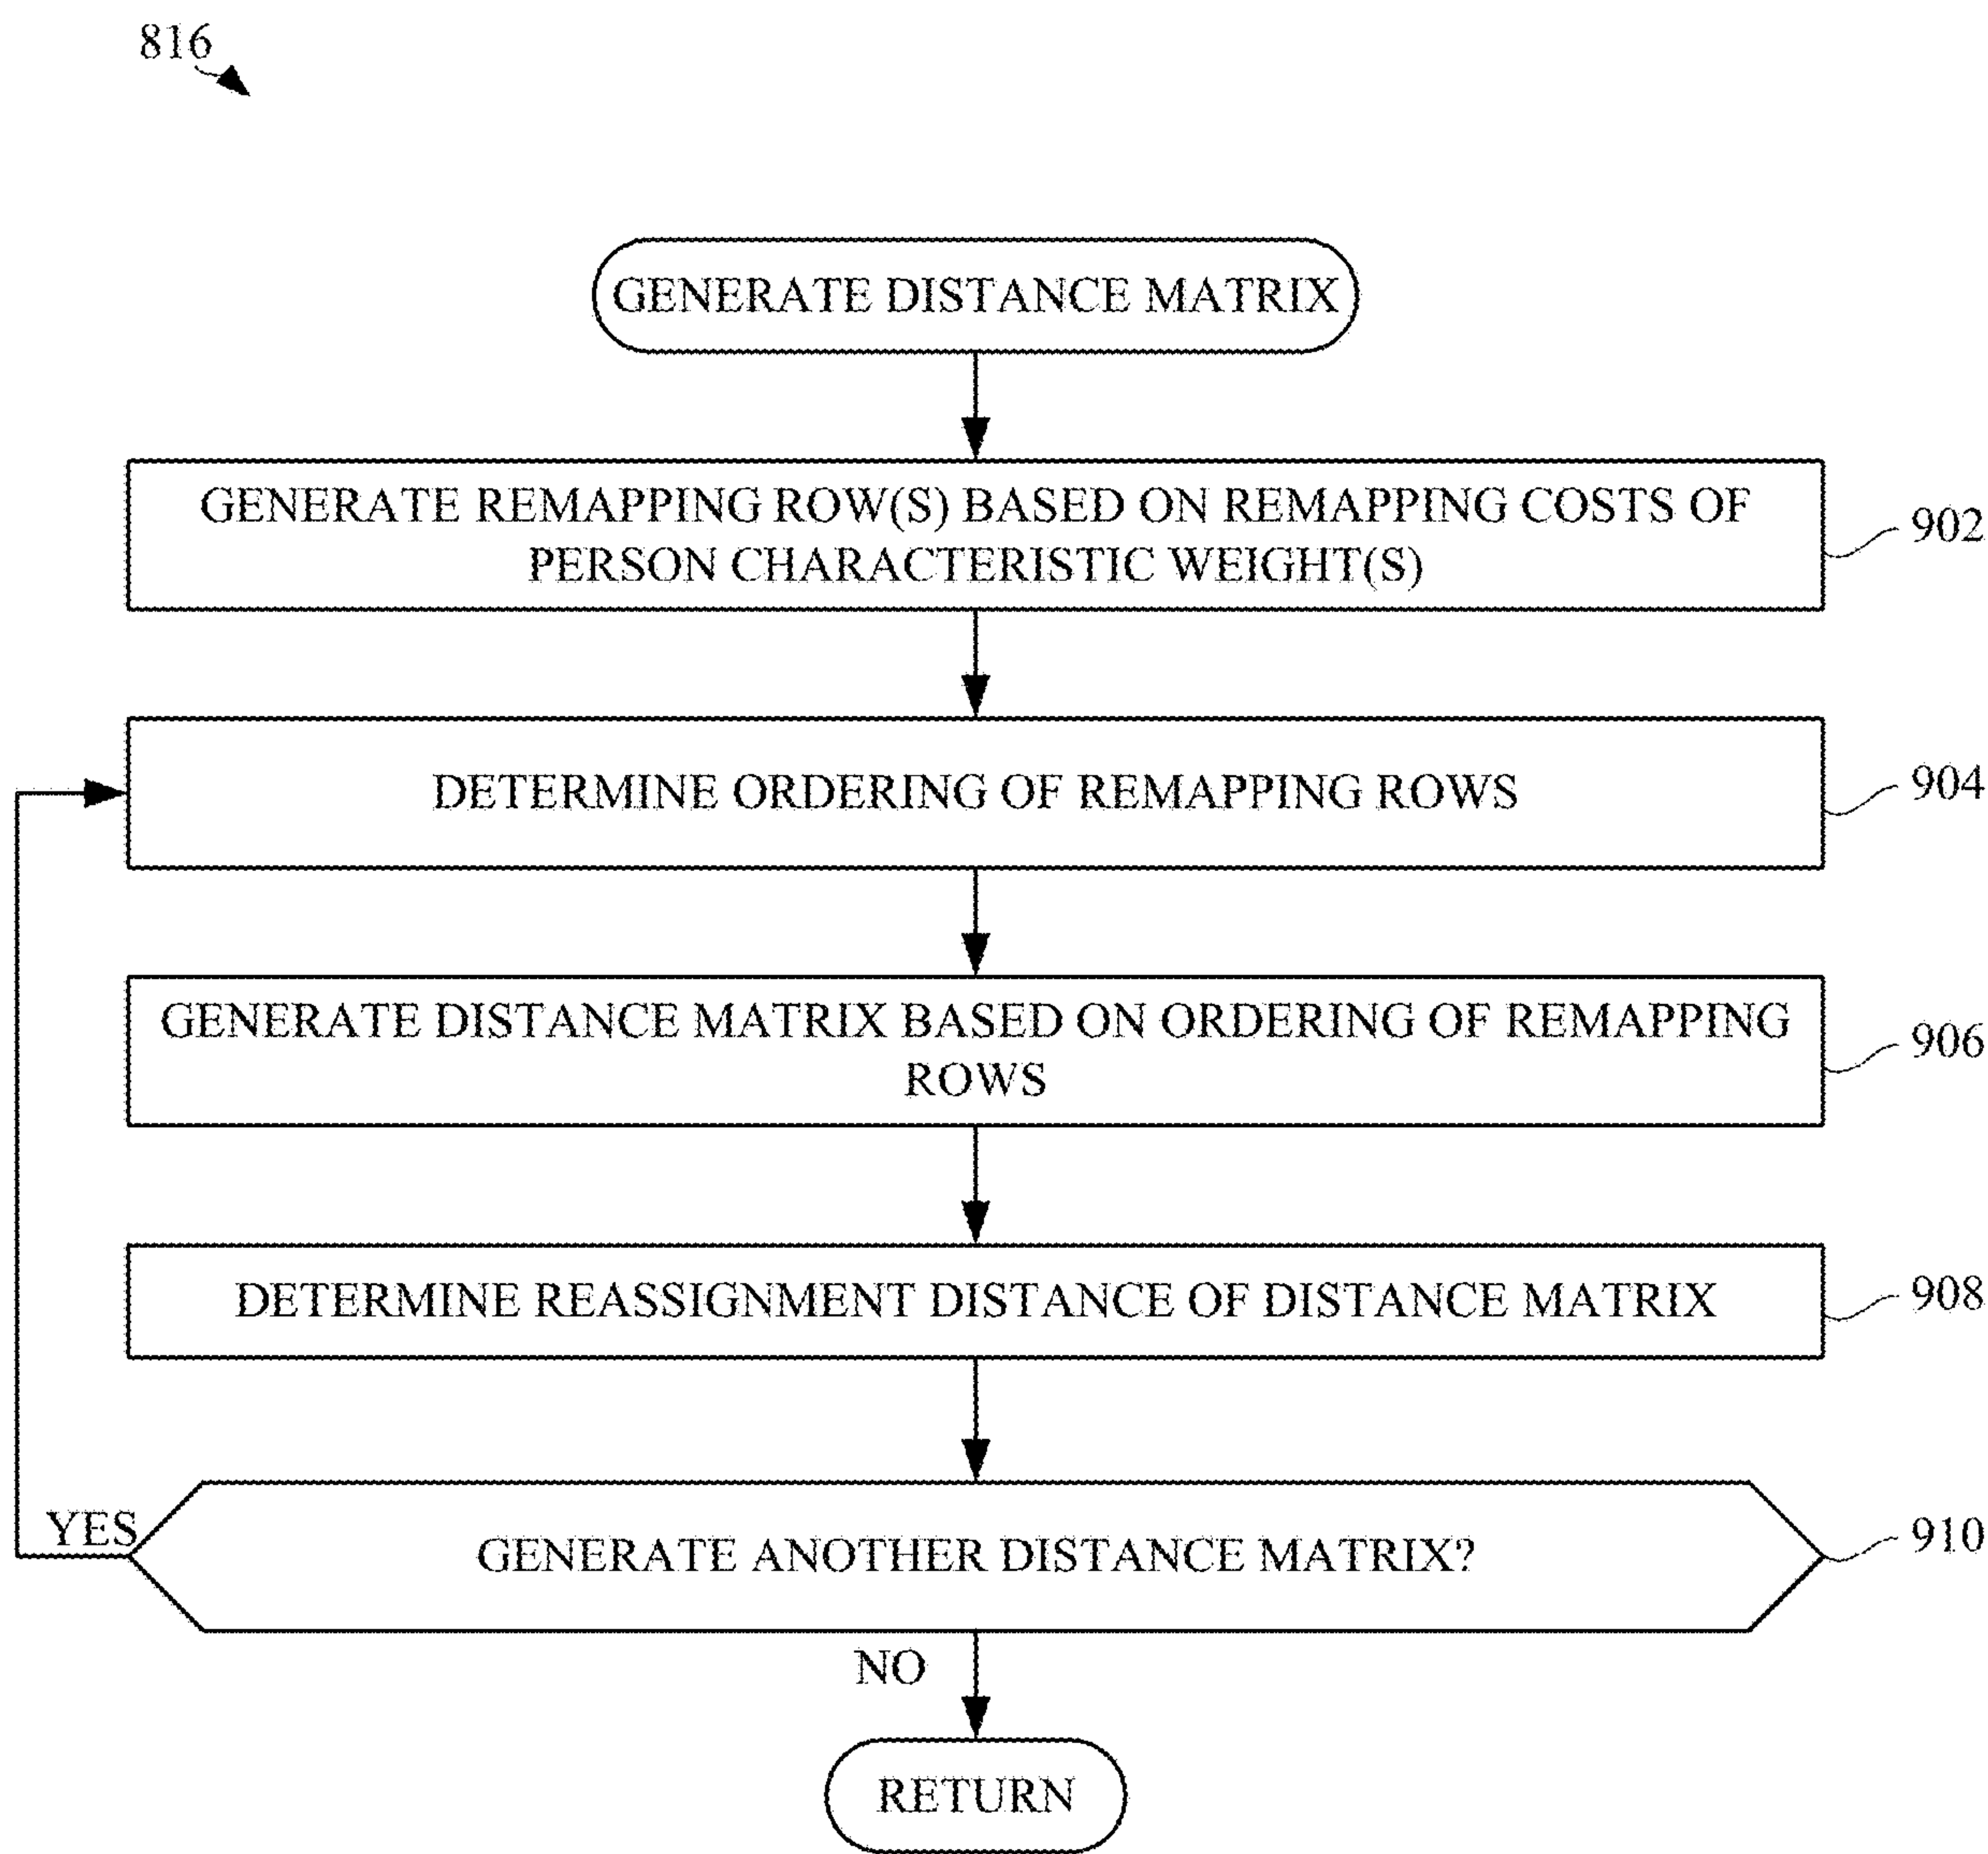 816
GENERATE DISTANCE MATRIX
GENERATE REMAPPING ROW(S) BASED ON REMAPPING COSTS OF
PERSON CHARACTERISTIC WEIGHT(S)
902
DETERMINE ORDERING OF REMAPPING ROWS
904
GENERATE DISTANCE MATRIX BASED ON ORDERING OF REMAPPING
ROWS
906
DETERMINE REASSIGNMENT DISTANCE OF DISTANCE MATRIX
908
YES
GENERATE ANOTHER DISTANCE MATRIX?
910
NO
RETURN